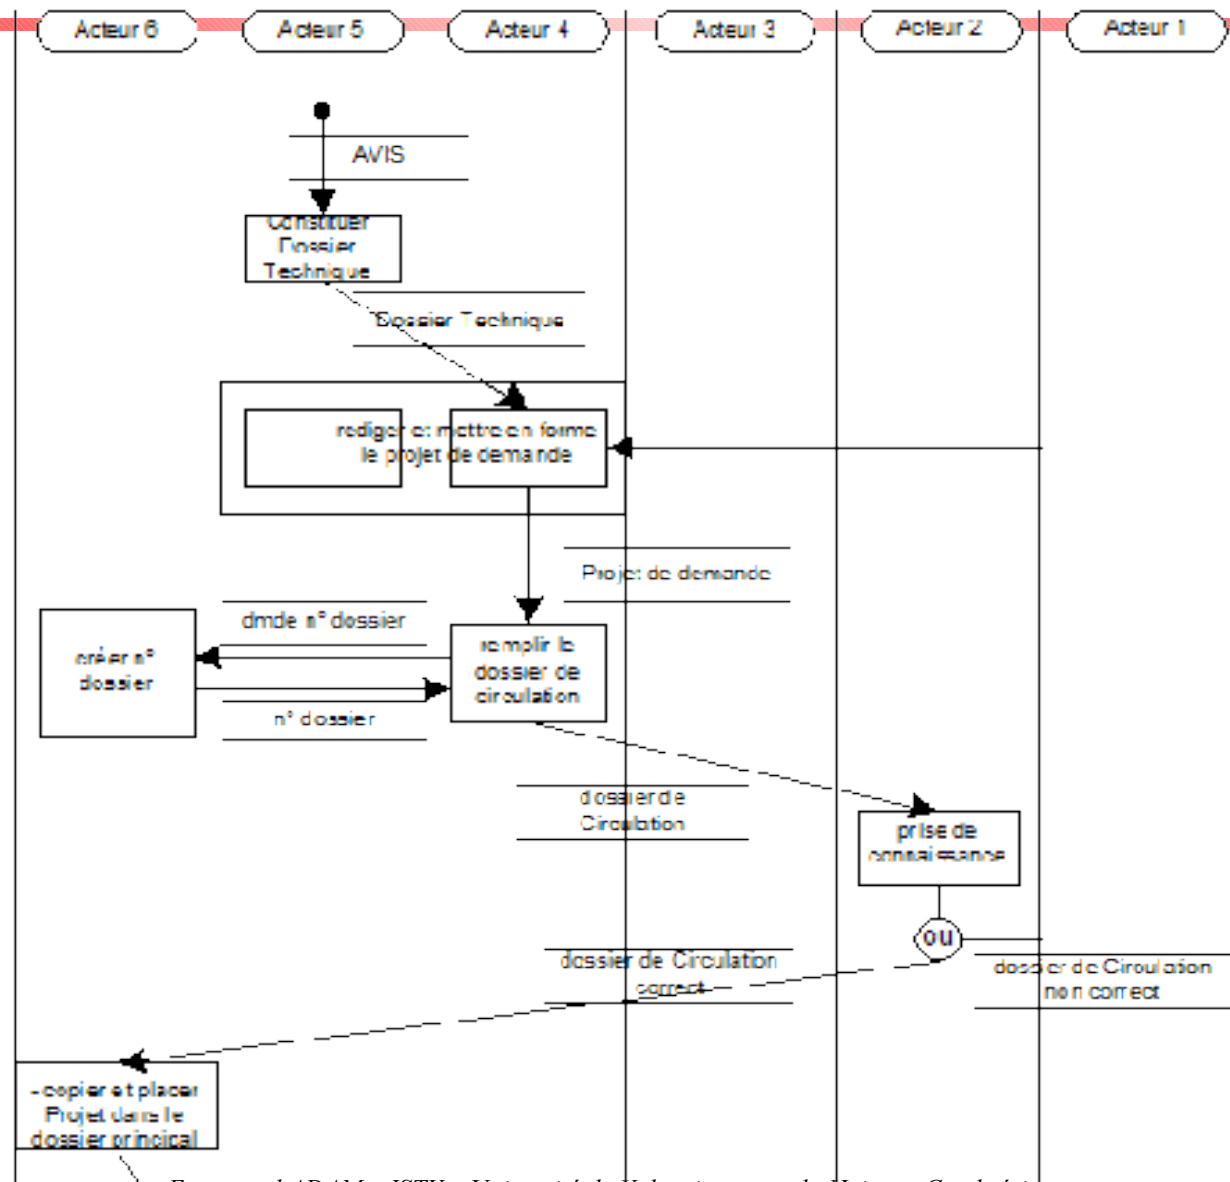 Acteur 6
Acteur 5
Acteur 4
Acteur 3
Acteur 2
Acteur 1
AVIS
Constituer
Dossier
Technique
Dossier Technique
rediger et mettre en forme
le projet de demande
Projet de demande
dmde n° dossier
créer n°
dossier
remplir le
dossier de
circulation
n° dossier
dossier de
Circulation
prise de
connaissance
ou
dossier de Circulation
correct
dossier de Circulation
non correct
- copier et placer
Projet dans le
dossier principal